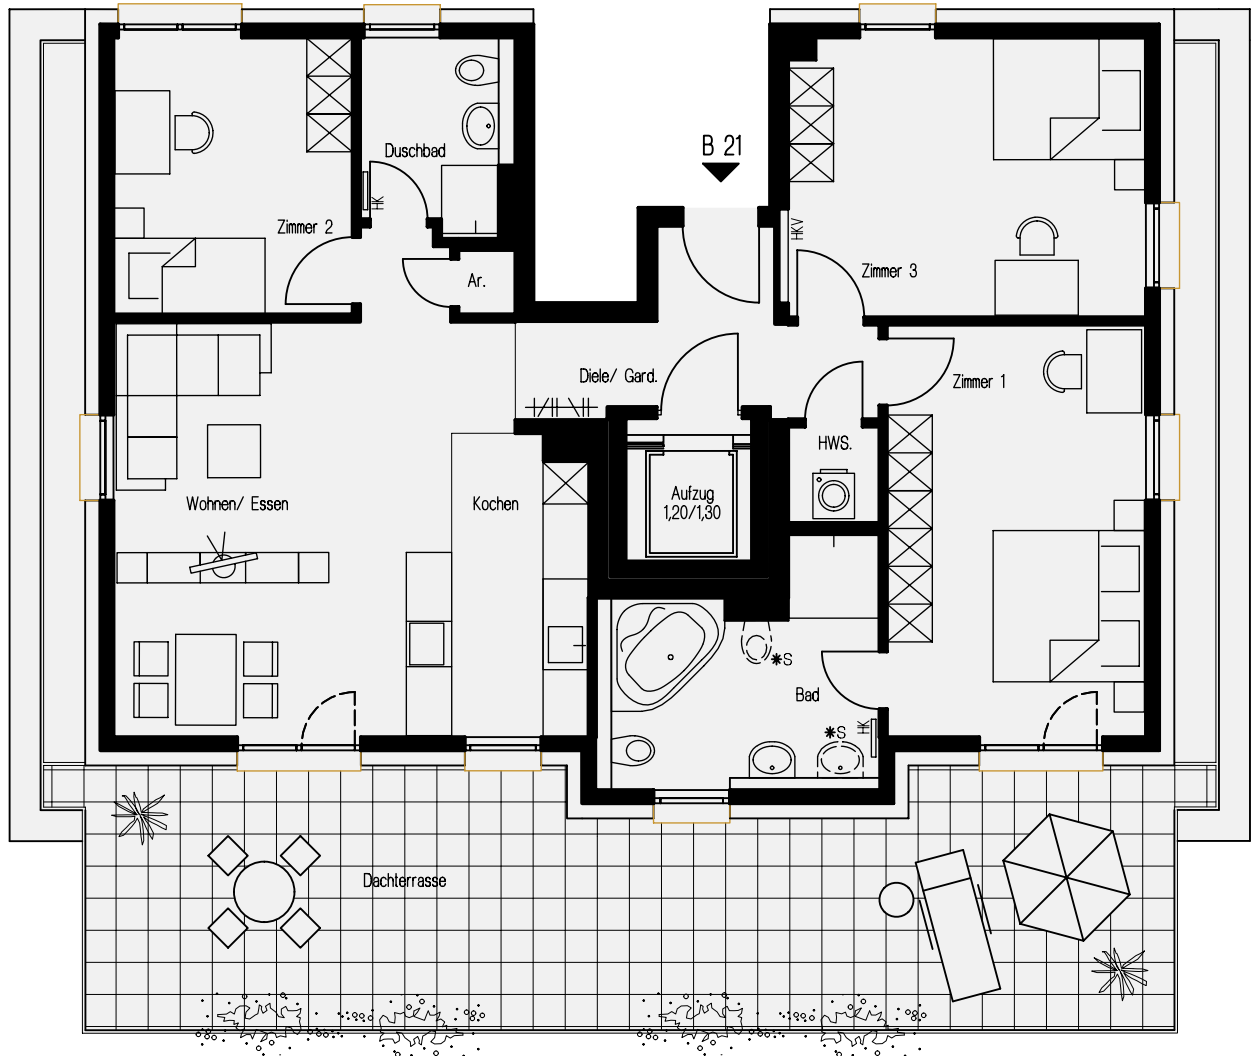 B 21
Duschbad
HK
Zimmer 2
HKV
Ar.
Zimmer 3
Diele/ Gard.
Zimmer 1
HWS.
Wohnen/ Essen
Kochen
Aufzug
1,20/1,30
*S
Bad
*S
HK
Dachterrasse